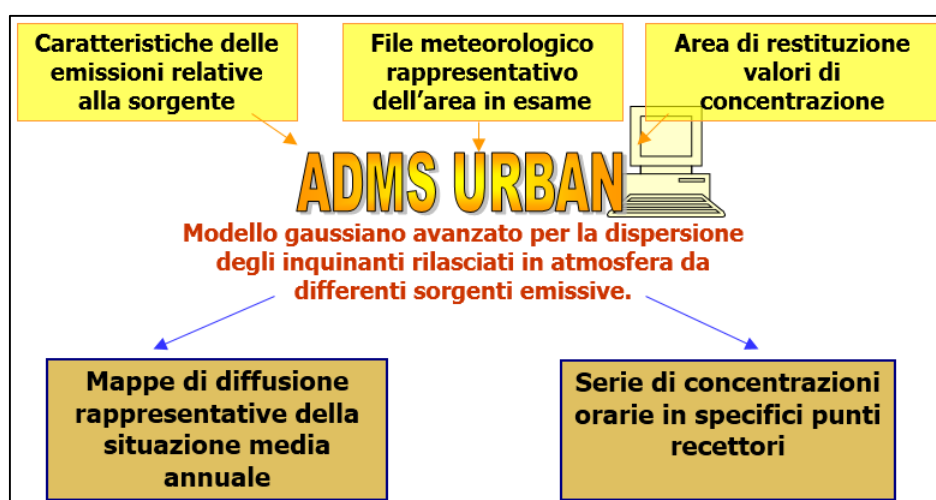 Caratteristiche delle
emissioni relative
alla sorgente
File meteorologico
rappresentativo
dell'area in esame
Area di restituzione
valori di
concentrazione
ADMS URBAN
Modello gaussiano avanzato per la dispersione
degli inquinanti rilasciati in atmosfera da
differenti sorgenti emissive.
Mappe di diffusione
rappresentative della
situazione media
annuale
Serie di concentrazioni
orarie in specifici punti
recettori